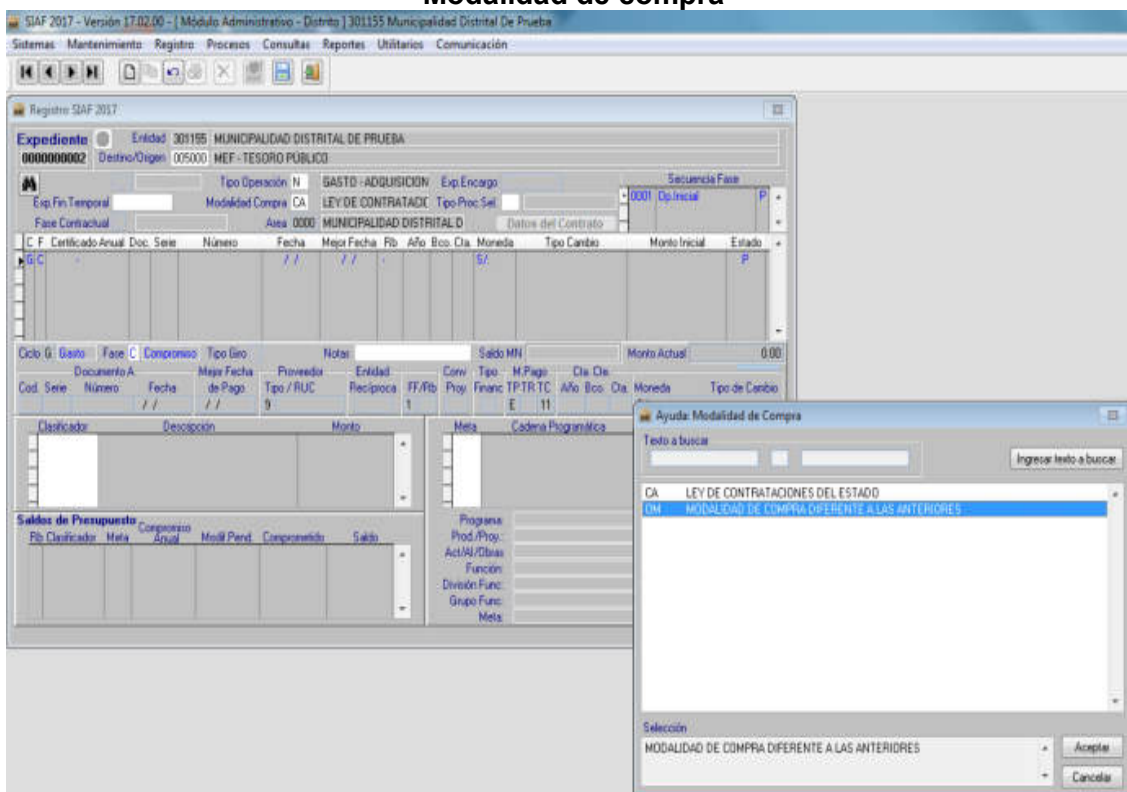 Modalidad de compra
SIAF 2017 - Versión 17.02.00 - [ Módulo Administrativo - Distrito ] 301155 Municipalidad Distrital De Prueba
Sistemas Mantenimiento Registro Procesos Consultas Reportes Utilitarios Comunicación
Registro SIAF 2017
Expediente Entidad 301155 MUNICIPALIDAD DISTRITAL DE PRUEBA
0000000002 Destino/Origen 005000 MEF - TESORO PÚBLICO
Tipo Operación N GASTO - ADQUISICION Exp.Encargo Secuencia Fase
Exp.Fin.Temporal Modalidad Compra CA LEY DE CONTRATACIC Tipo Proc.Sel. 0001 Op.Inicial P
Fase Contractual Area 0000 MUNICIPALIDAD DISTRITAL D Datos del Contrato
C F Certificado Anual Doc. Serie Número Fecha Mejor Fecha Rb Año Bco. Cta. Moneda Tipo Cambio Monto Inicial Estado
G C - / / / / - S/. P
Ciclo G Gasto Fase C Compromiso Tipo Giro Notas Saldo MN Monto Actual 0.00
Documento A Mejor Fecha Proveedor Entidad Conv Tipo M.Pago Cta. Cte.
Cod. Serie Número Fecha de Pago Tipo / RUC Recíproca FF/Rb Proy Financ TP TR TC Año Bco. Cta. Moneda Tipo de Cambio
/ / / / 9 1 E 11
Clasificador Descripción Monto Meta Cadena Programática
Saldos de Presupuesto
Rb Clasificador Meta Compromiso Anual Modif.Pend. Comprometido Saldo
Programa:
Prod./Proy.:
Act/AI/Obras
Función:
División Func:
Grupo Func:
Meta:
Ayuda: Modalidad de Compra
Texto a buscar
Ingresar texto a buscar
CA LEY DE CONTRATACIONES DEL ESTADO
OM MODALIDAD DE COMPRA DIFERENTE A LAS ANTERIORES
Selección
MODALIDAD DE COMPRA DIFERENTE A LAS ANTERIORES
Aceptar
Cancelar